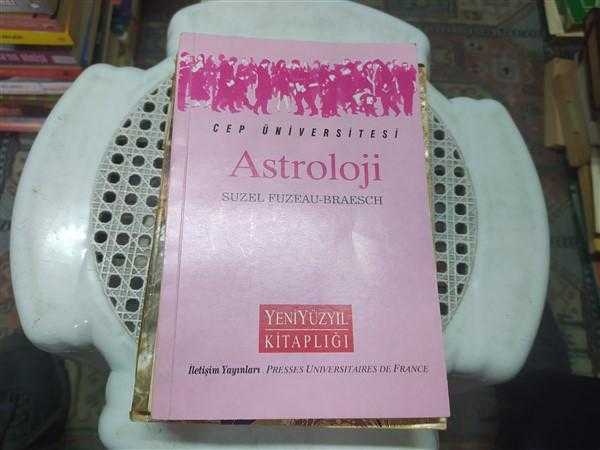 CEP ÜNİVERSİTESİ
Astroloji
SUZEL FUZEAU-BRAESCH
YENİYÜZYIL
KİTAPLIĞI
İletişim Yayınları PRESSES UNIVERSITAIRES DE FRANCE